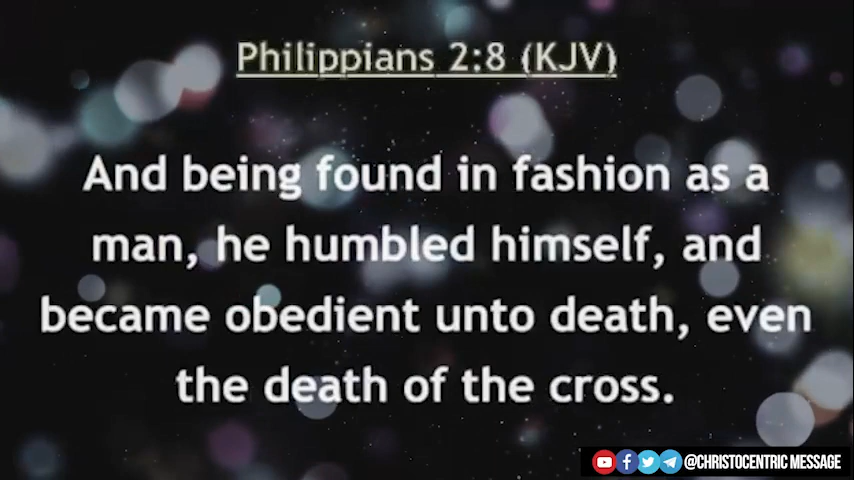 Philippians 2:8 (KJV)
And being found in fashion as a
man, he humbled himself, and
became obedient unto death, even
the death of the cross.
@CHRISTOCENTRIC MESSAGE